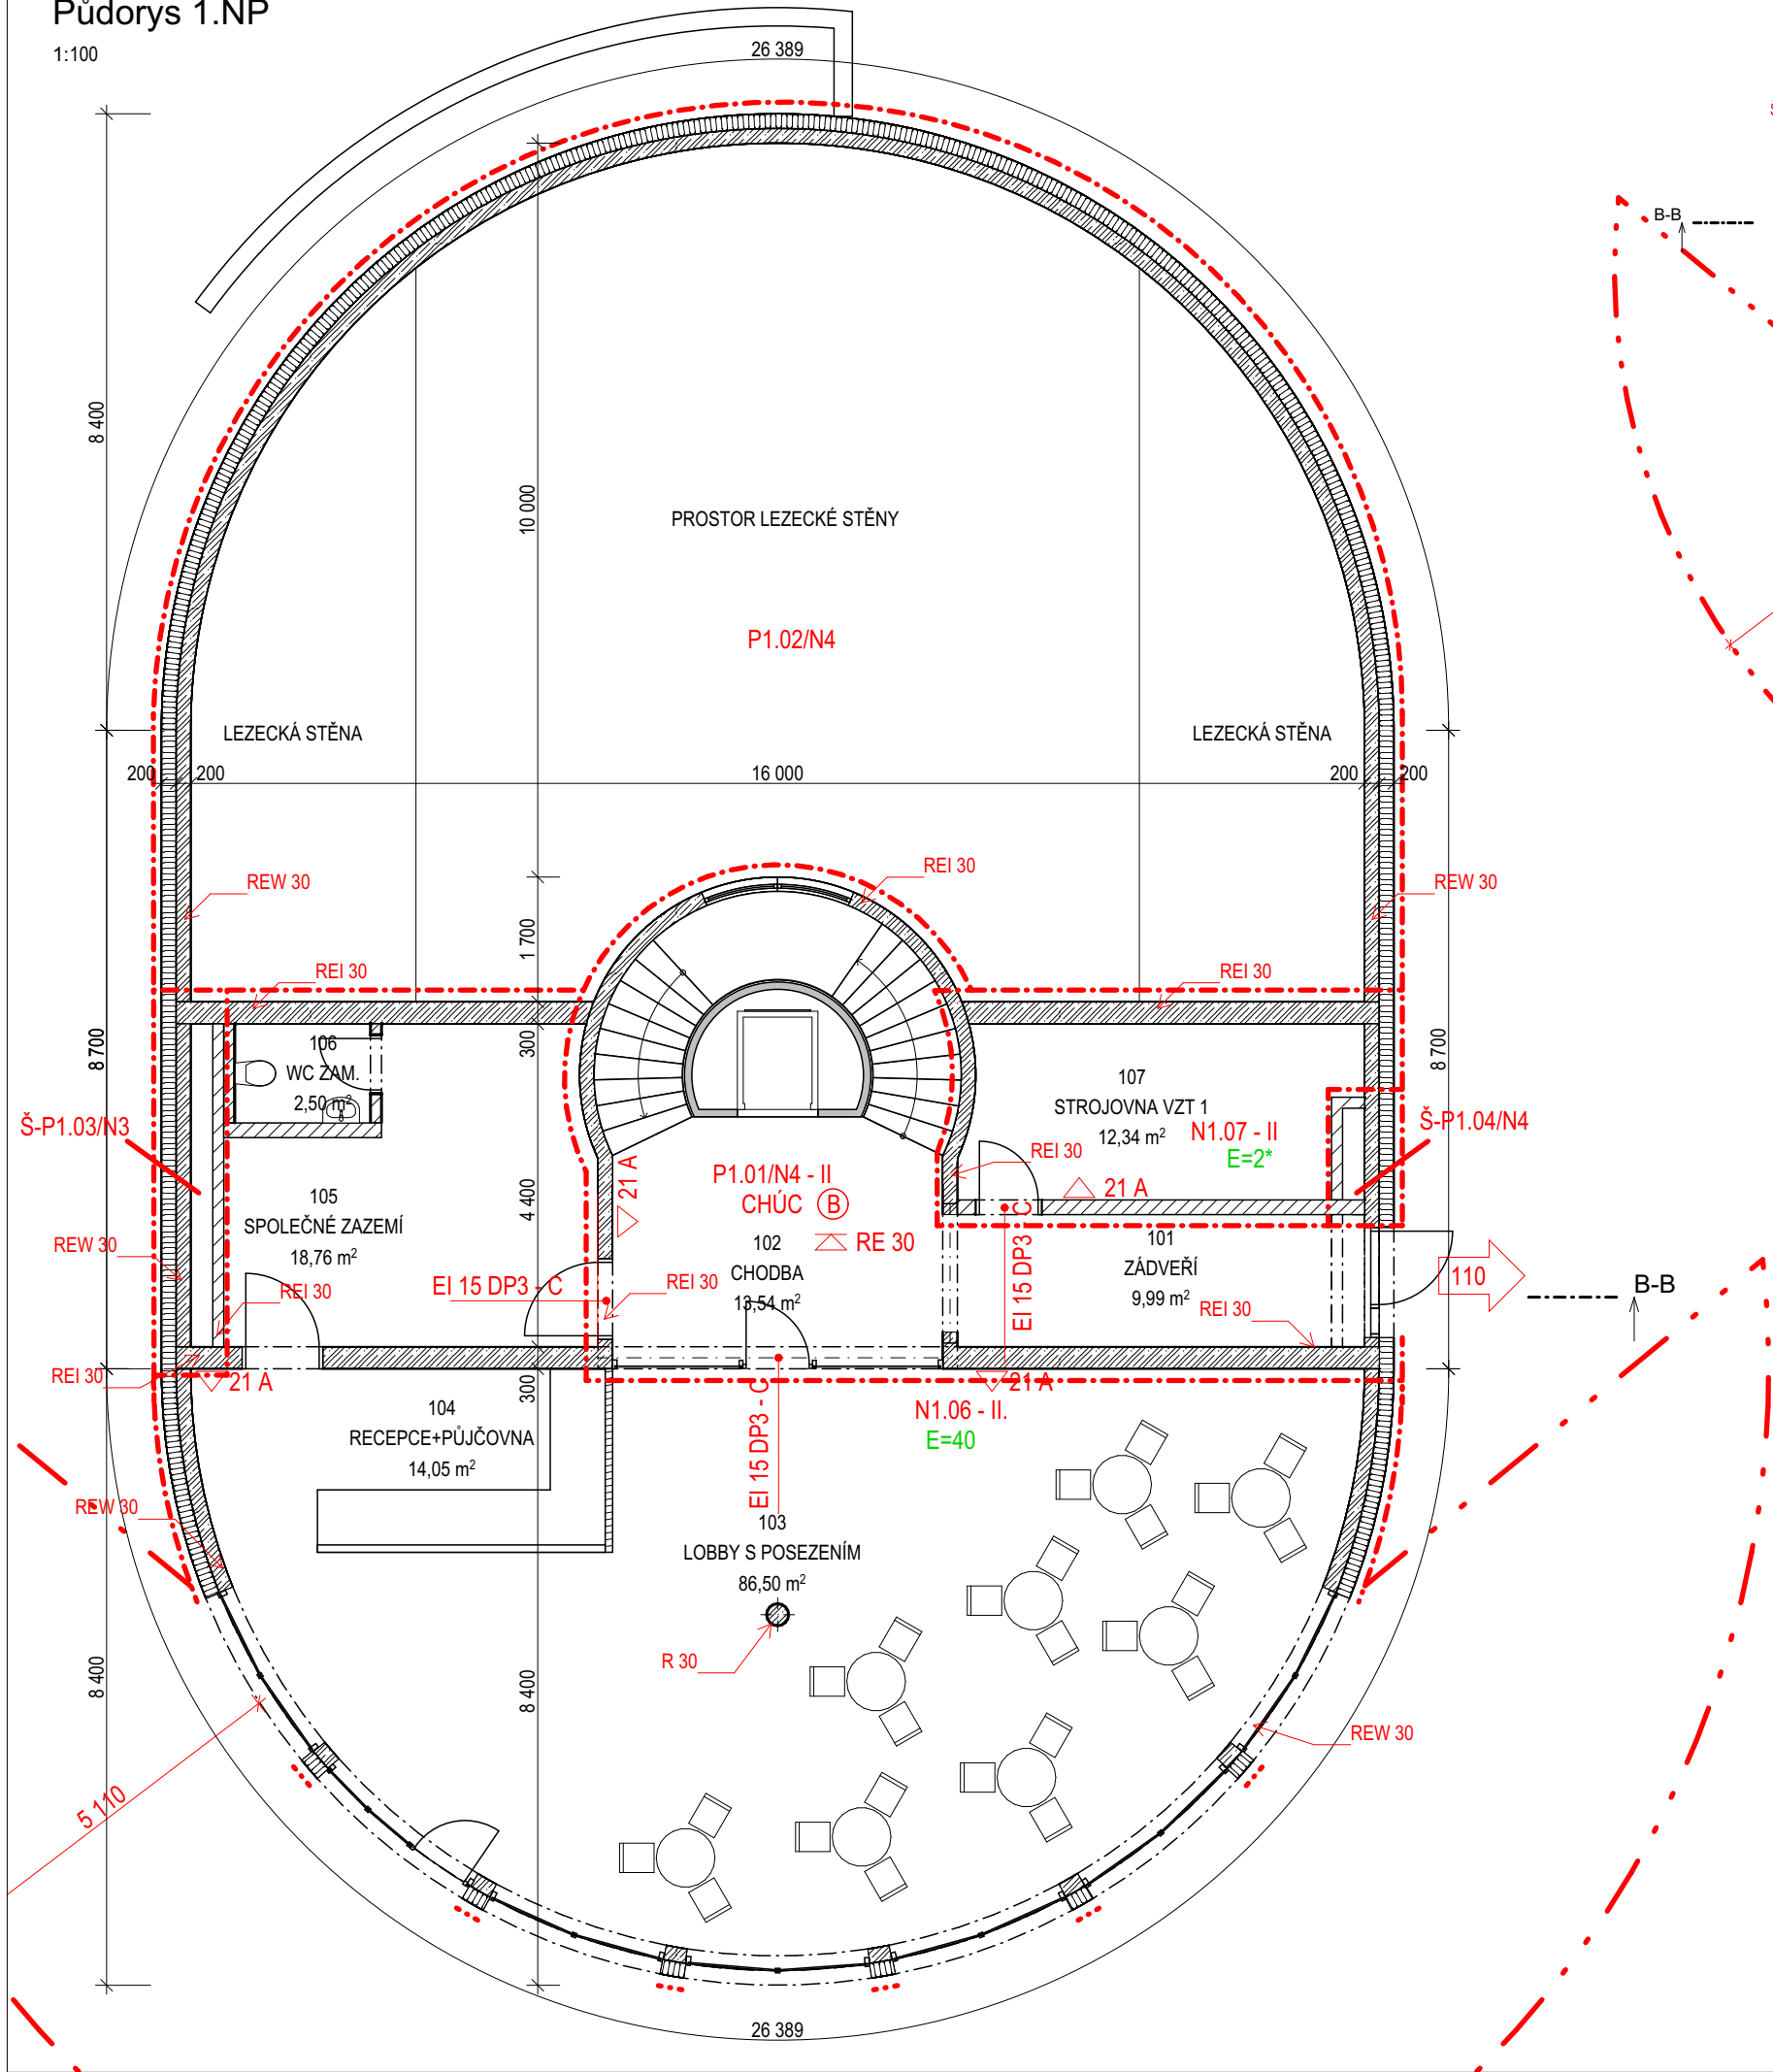 Půdorys 1.NP
1:100
26 389
B-B
8 400
10 000
PROSTOR LEZECKÉ STĚNY
P1.02/N4
LEZECKÁ STĚNA
LEZECKÁ STĚNA
200
200
16 000
200
200
REW 30
REI 30
REW 30
1 700
REI 30
REI 30
8 700
300
8 700
106
WC ZAM.
2,50 m²
107
STROJOVNA VZT 1
12,34 m²
N1.07 - II
E=2*
Š-P1.03/N3
Š-P1.04/N4
REI 30
21 A
P1.01/N4 - II
CHÚC B
RE 30
21 A
4 400
105
SPOLEČNÉ ZAZEMÍ
18,76 m²
102
CHODBA
13,54 m²
101
ZÁDVEŘÍ
9,99 m²
REW 30
REI 30
EI 15 DP3 - C
REI 30
EI 15 DP3 - C
REI 30
110
B-B
REI 30
21 A
300
21 A
104
RECEPCE+PŮJČOVNA
14,05 m²
EI 15 DP3 - C
N1.06 - II.
E=40
REW 30
103
LOBBY S POSEZENÍM
86,50 m²
R 30
8 400
8 400
REW 30
5 110
26 389